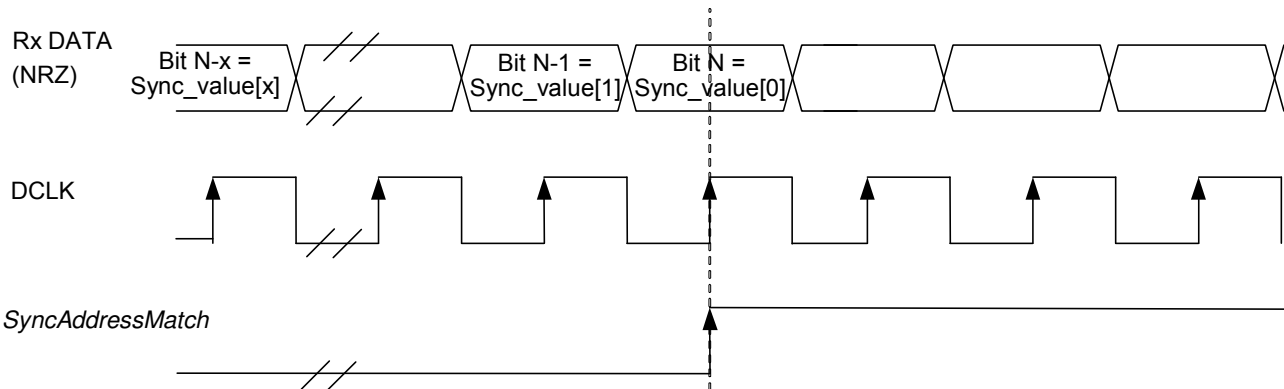 Rx DATA
(NRZ)
Bit N-x =
Sync_value[x]
Bit N-1 =
Sync_value[1]
Bit N =
Sync_value[0]
DCLK
SyncAddressMatch